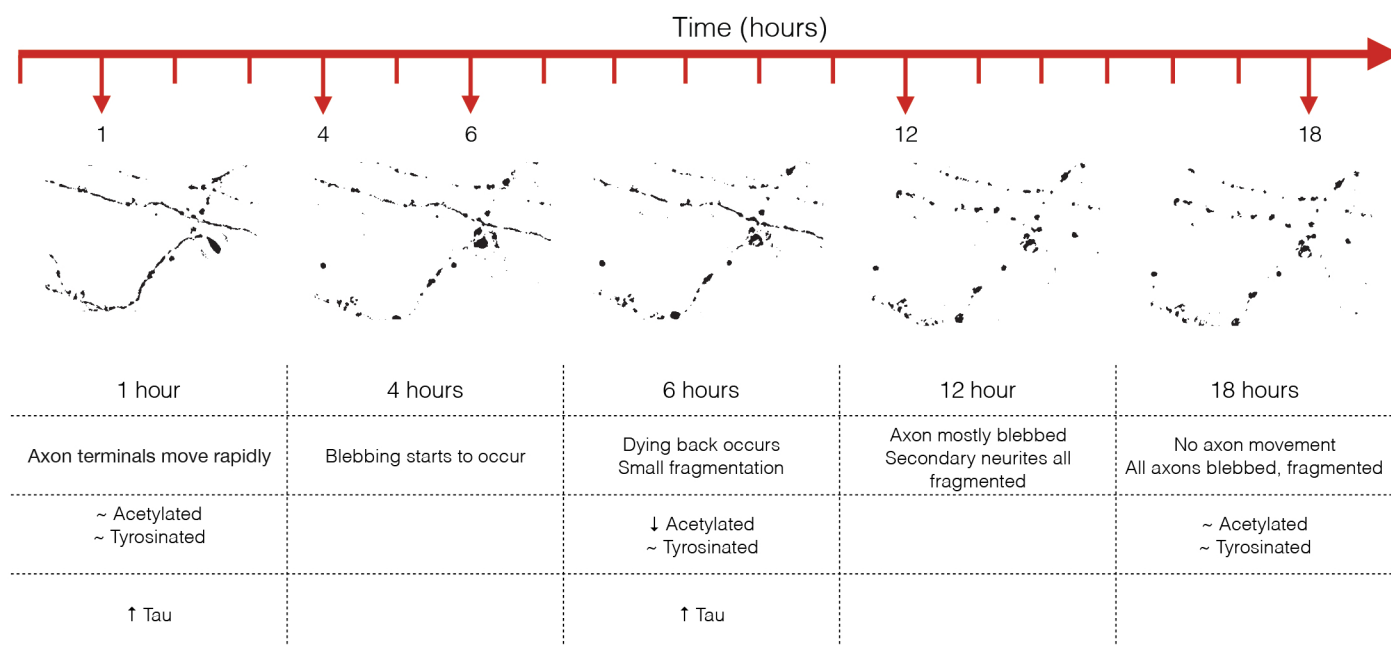 Time (hours)
1
4
6
12
18
1 hour
4 hours
6 hours
12 hour
18 hours
Axon terminals move rapidly
Blebbing starts to occur
Dying back occurs
Small fragmentation
Axon mostly blebbed
Secondary neurites all
fragmented
No axon movement
All axons blebbed, fragmented
~ Acetylated
~ Tyrosinated
↓ Acetylated
~ Tyrosinated
~ Acetylated
~ Tyrosinated
↑ Tau
↑ Tau